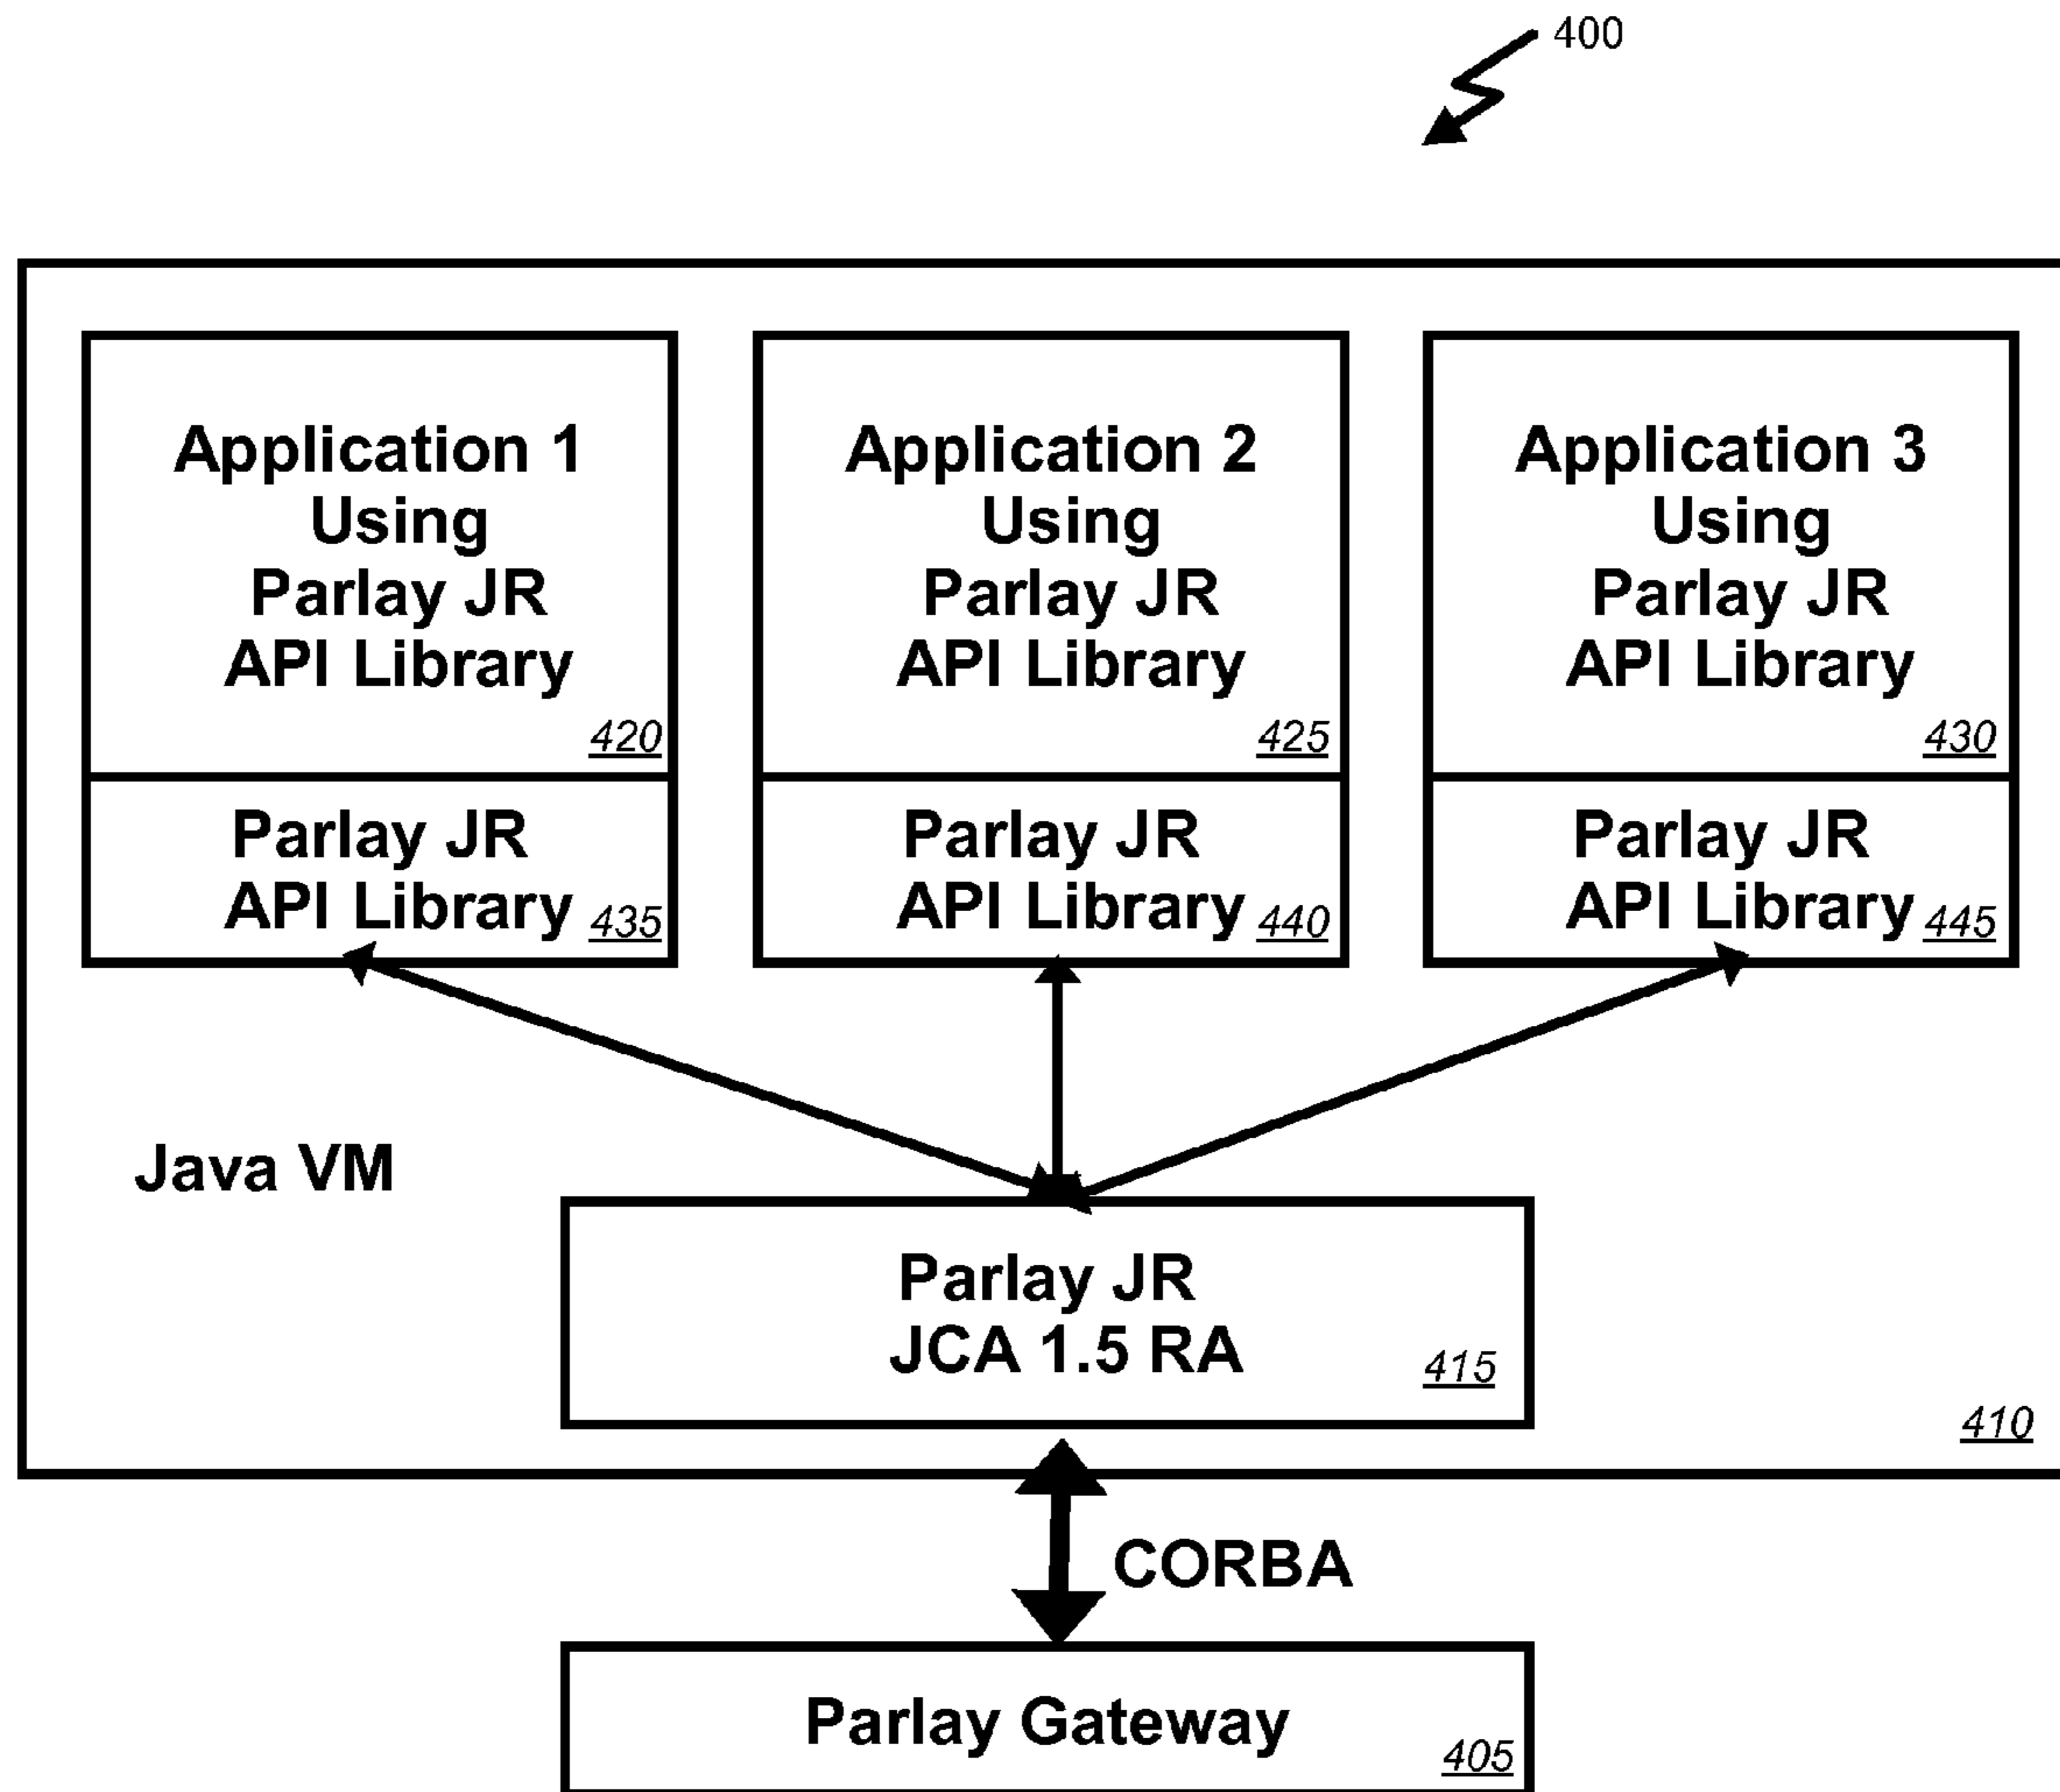 400
Application 1
Using
Parlay JR
API Library
420
Parlay JR
API Library 435
Application 2
Using
Parlay JR
API Library
425
Parlay JR
API Library 440
Application 3
Using
Parlay JR
API Library
430
Parlay JR
API Library 445
Java VM
Parlay JR
JCA 1.5 RA
415
410
CORBA
Parlay Gateway
405